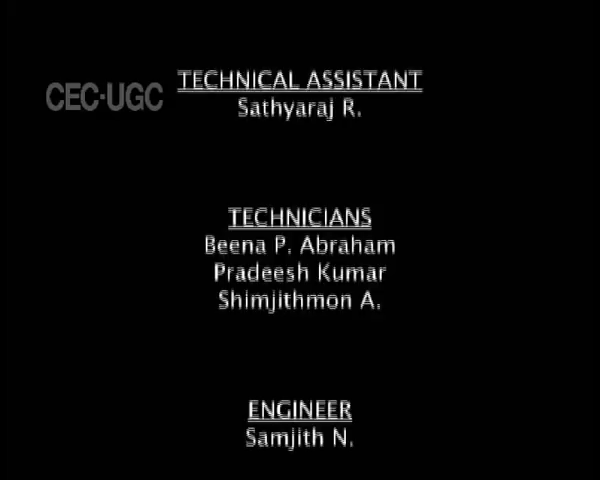 TECHNICAL ASSISTANT
CEC-UGC
Sathyaraj R.
TECHNICIANS
Beena P. Abraham
Pradeesh Kumar
Shimjithmon A.
ENGINEER
Samjith N.